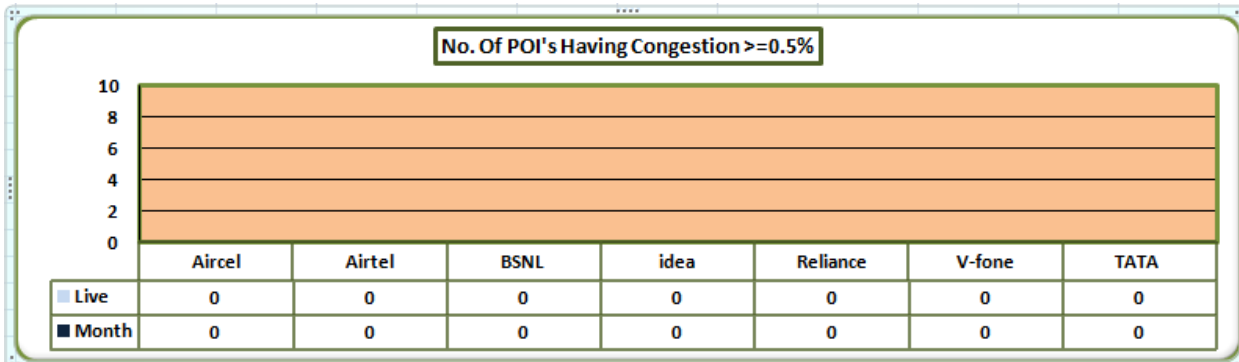 No. Of POI's Having Congestion >=0.5%
10
8
6
4
2
0
Aircel Airtel BSNL idea Reliance V-fone TATA
Live 0 0 0 0 0 0 0
Month 0 0 0 0 0 0 0